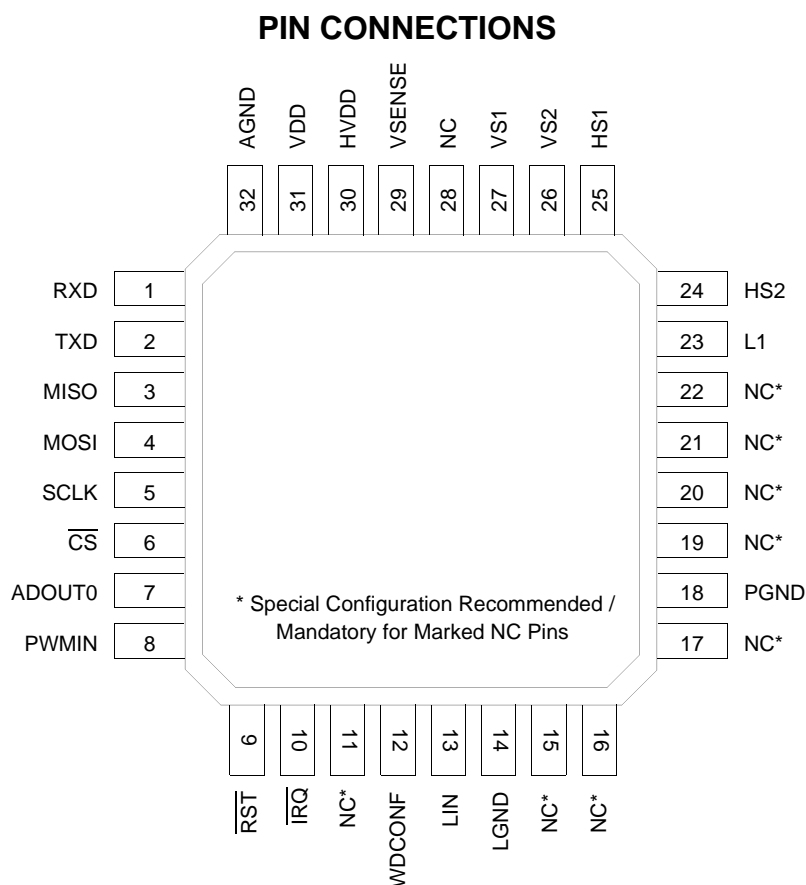 PIN CONNECTIONS
AGND VDD HVDD VSENSE NC VS1 VS2 HS1
32 31 30 29 28 27 26 25
RXD 1 24 HS2
TXD 2 23 L1
MISO 3 22 NC*
MOSI 4 21 NC*
SCLK 5 20 NC*
C̅S̅ 6 19 NC*
ADOUT0 7 18 PGND
PWMIN 8 17 NC*
* Special Configuration Recommended /
Mandatory for Marked NC Pins
9 10 11 12 13 14 15 16
R̅S̅T̅ I̅R̅Q̅ NC* WDCONF LIN LGND NC* NC*